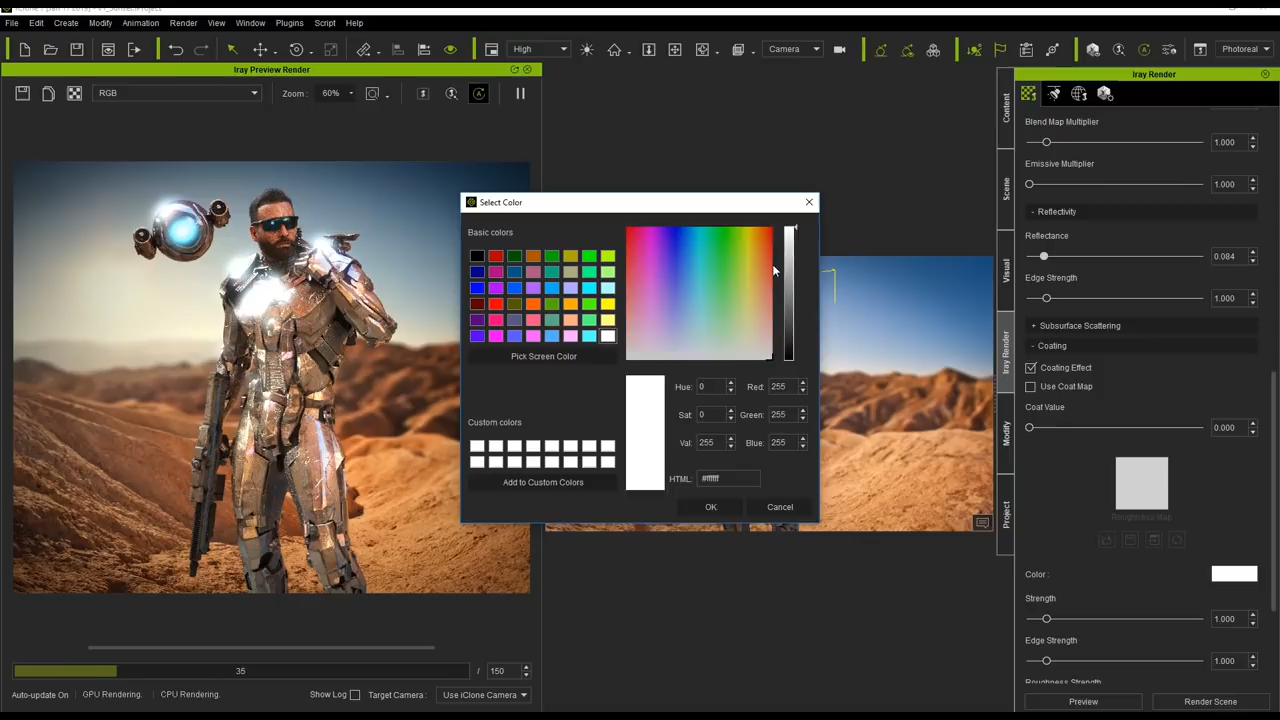 File Edit Create Modify Animation Render View Window Plugins Script Help
High Camera Photoreal
Iray Preview Render
RGB Zoom : 60%
Iray Render
Content
Scene
Visual
Iray Render
Modify
Project
Blend Map Multiplier
1.000
Emissive Multiplier
1.000
- Reflectivity
Reflectance
0.084
Edge Strength
1.000
+ Subsurface Scattering
- Coating
Coating Effect
Use Coat Map
Coat Value
0.000
Roughness Map
Color :
Strength
1.000
Edge Strength
1.000
Roughness Strength
Preview Render Scene
Select Color
Basic colors
Pick Screen Color
Custom colors
Add to Custom Colors
Hue: 0 Red: 255
Sat: 0 Green: 255
Val: 255 Blue: 255
HTML: #ffffff
OK Cancel
35 / 150
Auto-update On GPU Rendering. CPU Rendering. Show Log Target Camera : Use iClone Camera